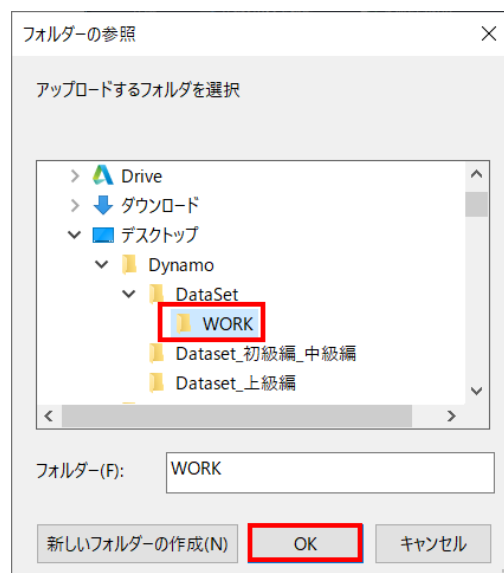 フォルダーの参照
アップロードするフォルダを選択
Drive
ダウンロード
デスクトップ
Dynamo
DataSet
WORK
Dataset_初級編_中級編
Dataset_上級編
フォルダー(F): WORK
新しいフォルダーの作成(N) OK キャンセル